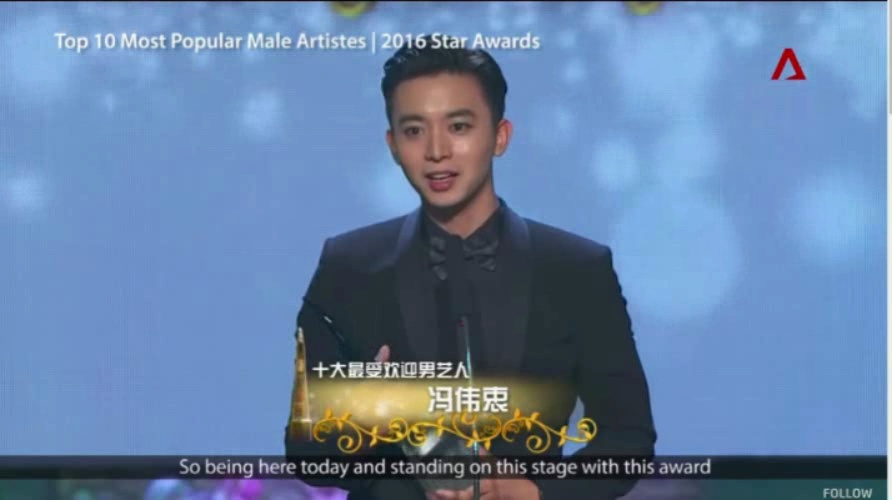 Top 10 Most Popular Male Artistes | 2016 Star Awards
十大最受欢迎男艺人
冯伟衷
So being here today and standing on this stage with this award
FOLLOW